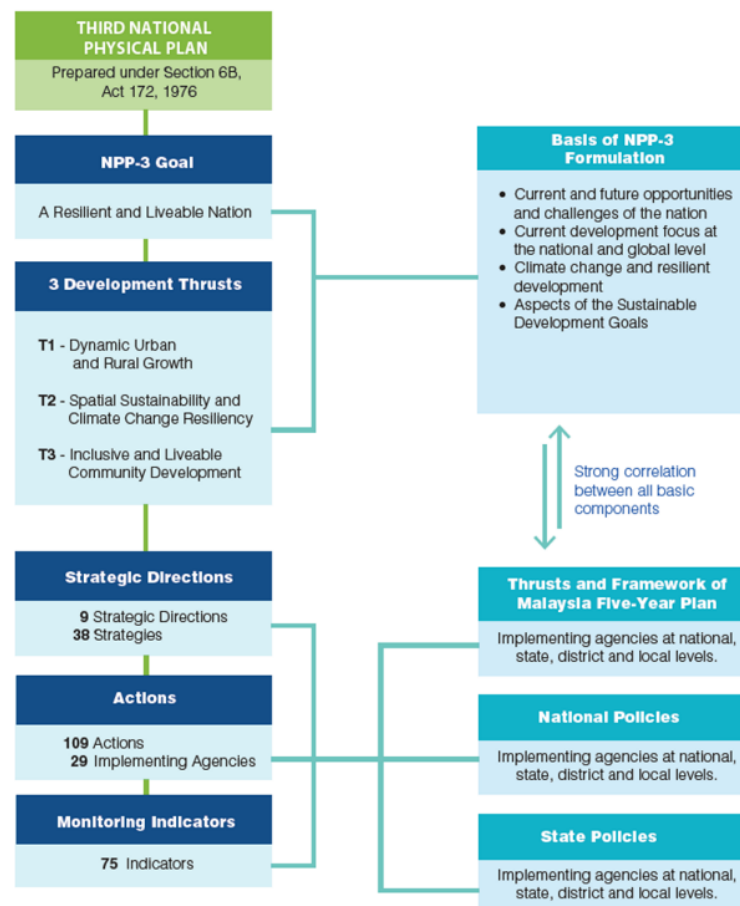 THIRD NATIONAL
PHYSICAL PLAN
Prepared under Section 6B,
Act 172, 1976
NPP-3 Goal
A Resilient and Liveable Nation
3 Development Thrusts
T1 - Dynamic Urban
and Rural Growth
T2 - Spatial Sustainability and
Climate Change Resiliency
T3 - Inclusive and Liveable
Community Development
Strategic Directions
9 Strategic Directions
38 Strategies
Actions
109 Actions
29 Implementing Agencies
Monitoring Indicators
75 Indicators
Basis of NPP-3
Formulation
• Current and future opportunities
and challenges of the nation
• Current development focus at
the national and global level
• Climate change and resilient
development
• Aspects of the Sustainable
Development Goals
Strong correlation
between all basic
components
Thrusts and Framework of
Malaysia Five-Year Plan
Implementing agencies at national,
state, district and local levels.
National Policies
Implementing agencies at national,
state, district and local levels.
State Policies
Implementing agencies at national,
state, district and local levels.